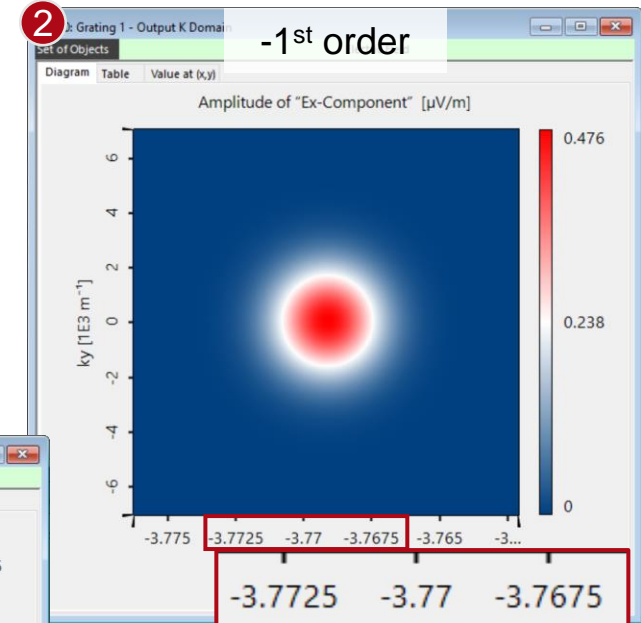 2
0: Grating 1 - Output K Domain
-1st order
Set of Objects
Diagram Table Value at (x,y)
Amplitude of "Ex-Component" [μV/m]
0.476
0.238
0
6
4
2
0
-2
-4
-6
ky [1E3 m⁻¹]
-3.775 -3.7725 -3.77 -3.7675 -3.765 -3...
-3.7725 -3.77 -3.7675